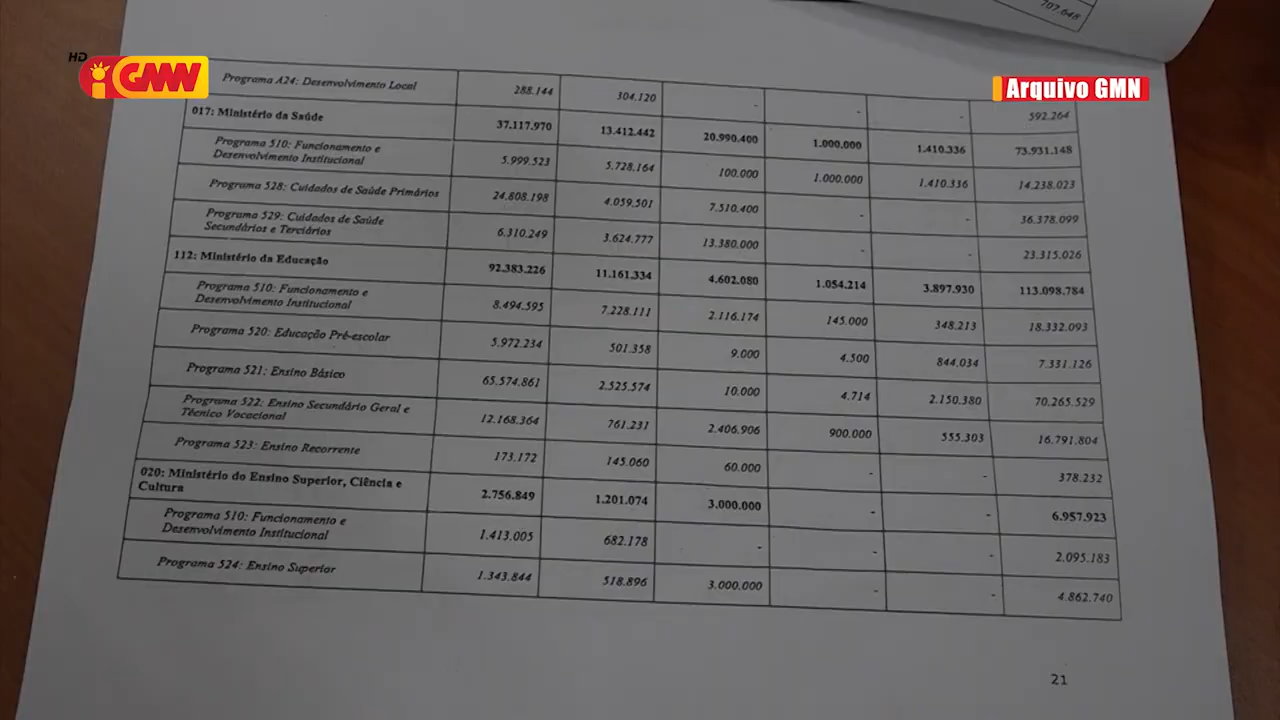 707.648
HD
GMN
Arquivo GMN
Programa A24: Desenvolvimento Local 288.144 304.120 - - - 592.264
017: Ministério da Saúde 37.117.970 13.412.442 20.990.400 1.000.000 1.410.336 73.931.148
Programa 510: Funcionamento e
Desenvolvimento Institucional 5.999.523 5.728.164 100.000 1.000.000 1.410.336 14.238.023
Programa 528: Cuidados de Saúde Primários 24.808.198 4.059.501 7.510.400 - - 36.378.099
Programa 529: Cuidados de Saúde
Secundários e Terciários 6.310.249 3.624.777 13.380.000 - - 23.315.026
112: Ministério da Educação 92.383.226 11.161.334 4.602.080 1.054.214 3.897.930 113.098.784
Programa 510: Funcionamento e
Desenvolvimento Institucional 8.494.595 7.228.111 2.116.174 145.000 348.213 18.332.093
Programa 520: Educação Pré-escolar 5.972.234 501.358 9.000 4.500 844.034 7.331.126
Programa 521: Ensino Básico 65.574.861 2.525.574 10.000 4.714 2.150.380 70.265.529
Programa 522: Ensino Secundário Geral e
Técnico Vocacional 12.168.364 761.231 2.406.906 900.000 555.303 16.791.804
Programa 523: Ensino Recorrente 173.172 145.060 60.000 - - 378.232
020: Ministério do Ensino Superior, Ciência e
Cultura 2.756.849 1.201.074 3.000.000 - - 6.957.923
Programa 510: Funcionamento e
Desenvolvimento Institucional 1.413.005 682.178 - - - 2.095.183
Programa 524: Ensino Superior 1.343.844 518.896 3.000.000 - - 4.862.740
21